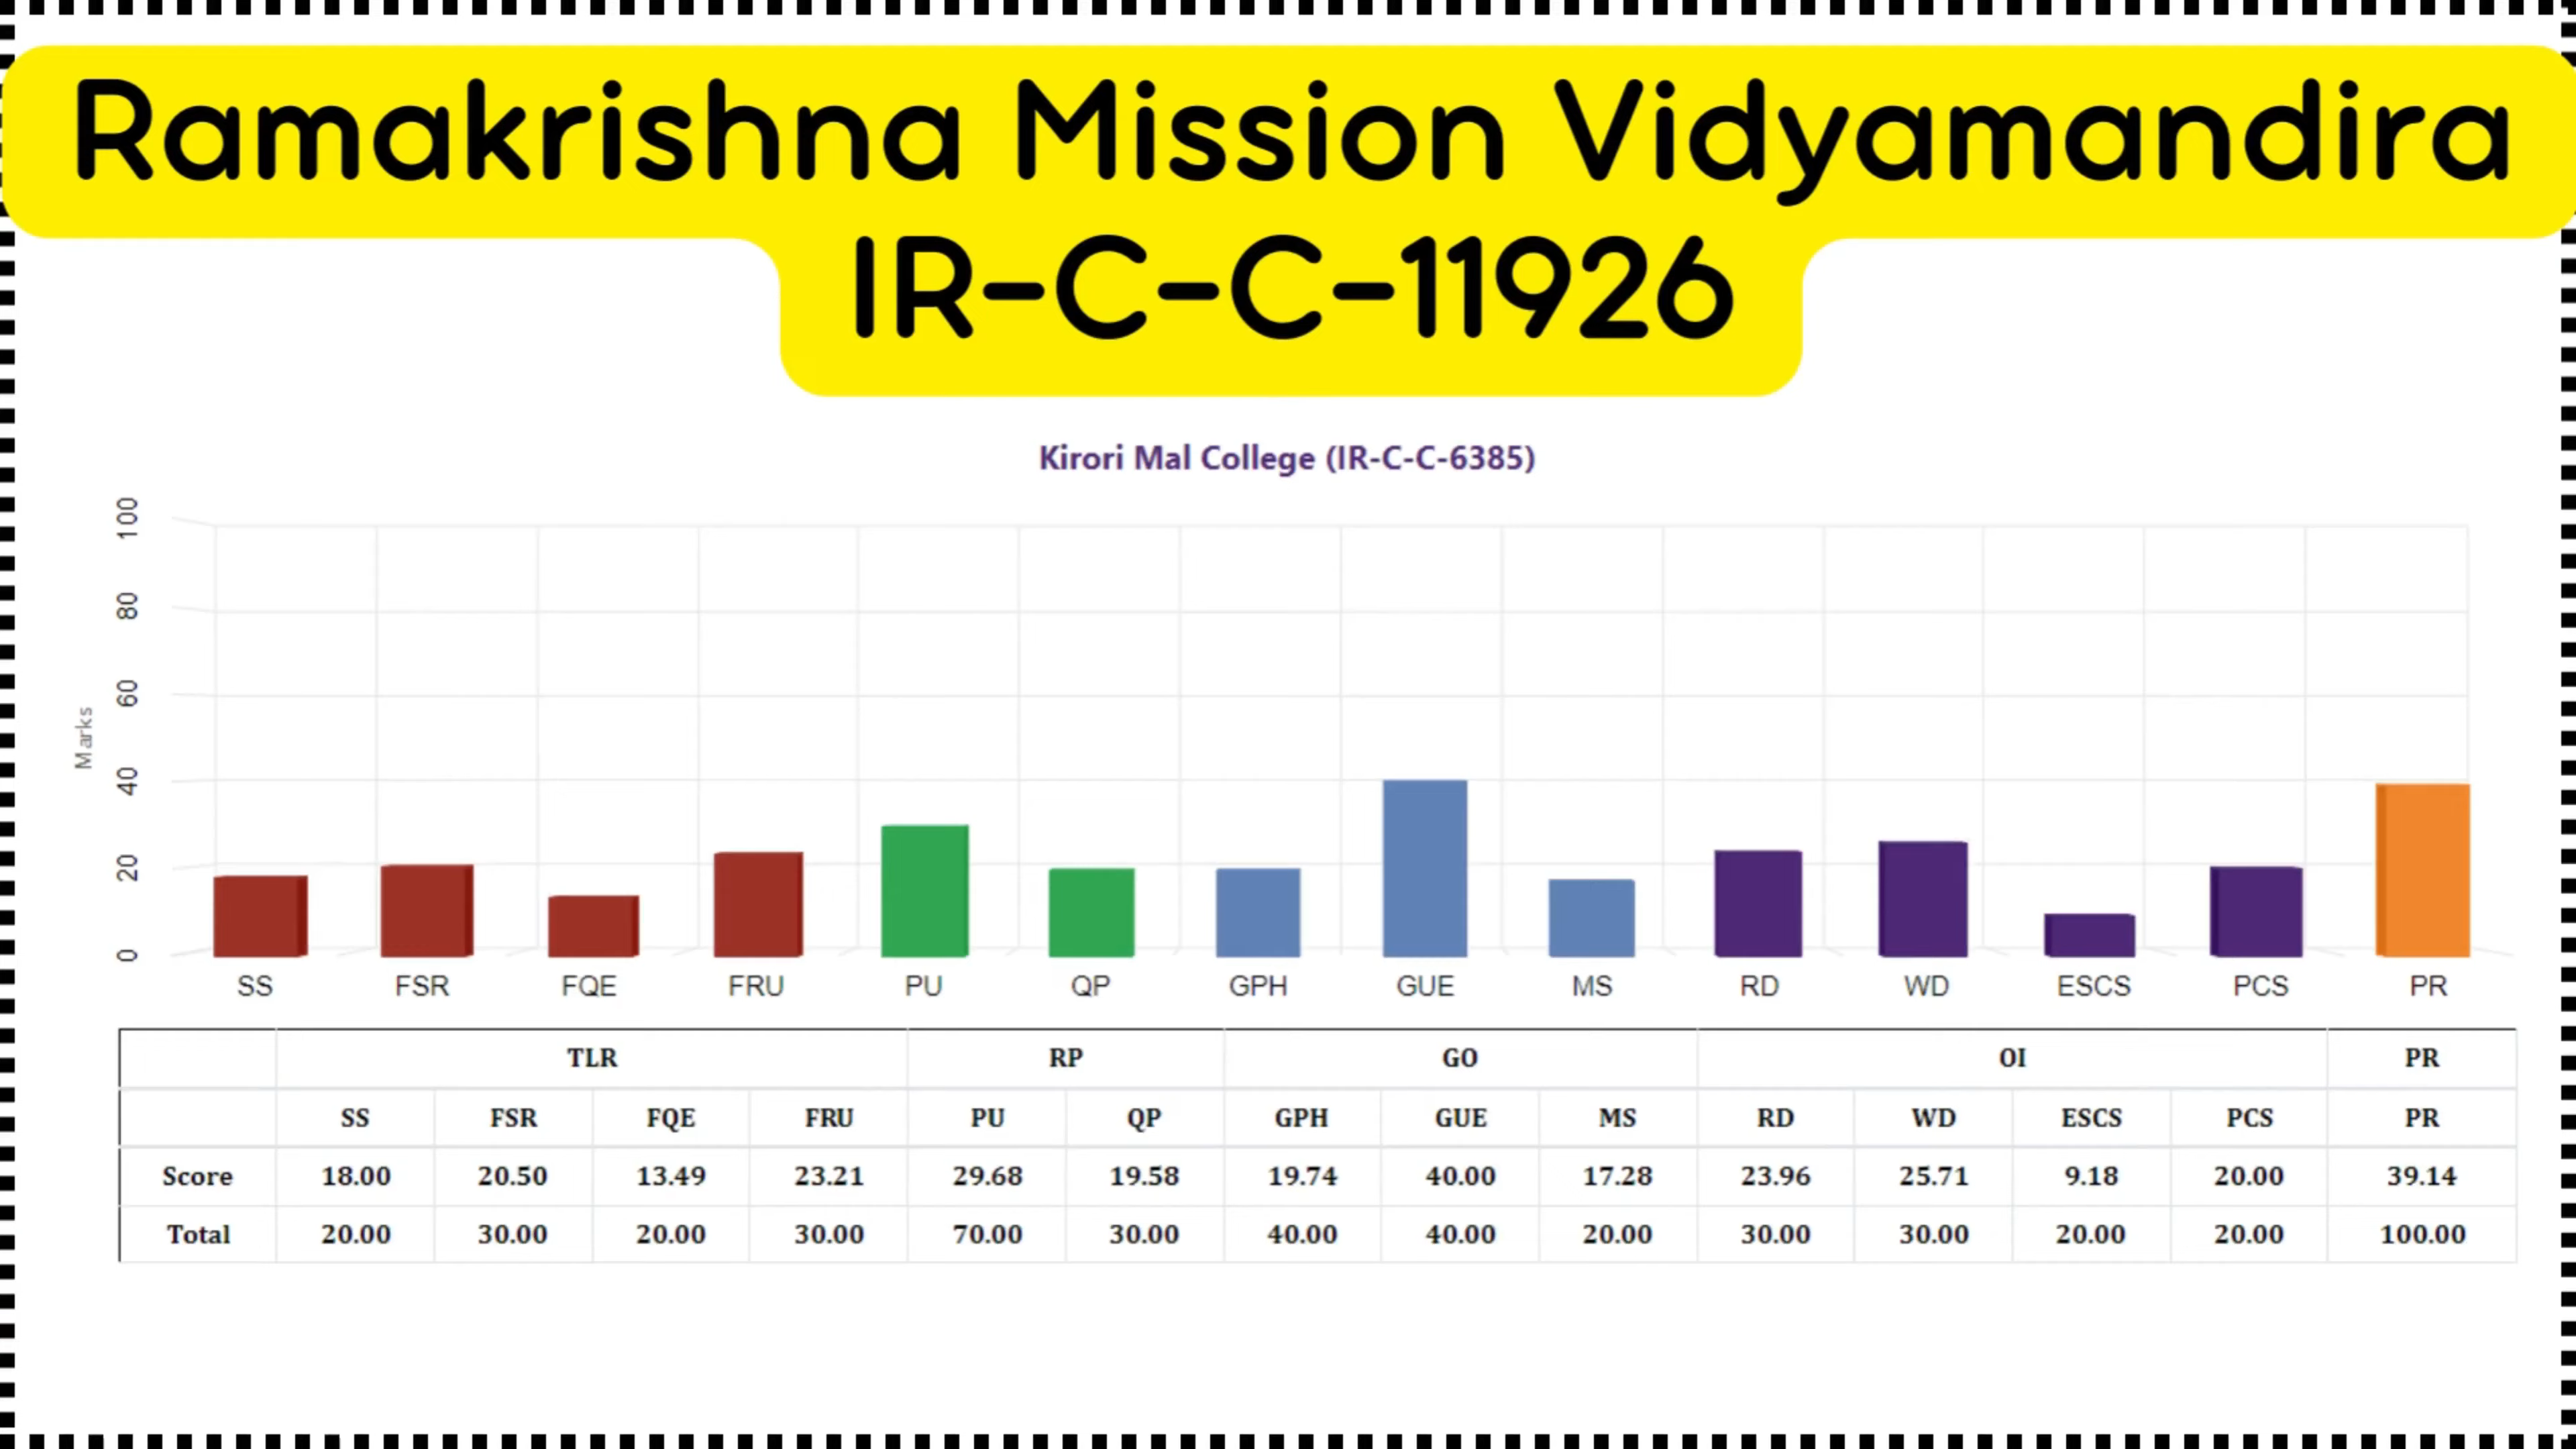 Ramakrishna Mission Vidyamandira
IR-C-C-11926
Kirori Mal College (IR-C-C-6385)
Marks
100
80
60
40
20
0
SS FSR FQE FRU PU QP GPH GUE MS RD WD ESCS PCS PR
TLR RP GO OI PR
SS FSR FQE FRU PU QP GPH GUE MS RD WD ESCS PCS PR
Score 18.00 20.50 13.49 23.21 29.68 19.58 19.74 40.00 17.28 23.96 25.71 9.18 20.00 39.14
Total 20.00 30.00 20.00 30.00 70.00 30.00 40.00 40.00 20.00 30.00 30.00 20.00 20.00 100.00